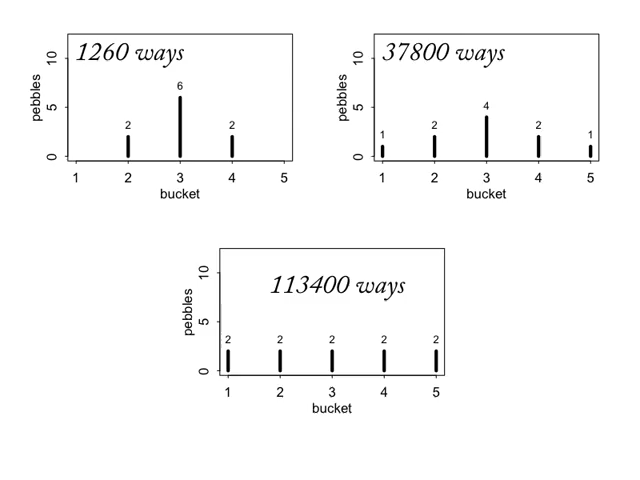 1260 ways
pebbles
0 5 10
2 6 2
1 2 3 4 5
bucket
37800 ways
pebbles
0 5 10
1 2 4 2 1
1 2 3 4 5
bucket
113400 ways
pebbles
0 5 10
2 2 2 2 2
1 2 3 4 5
bucket